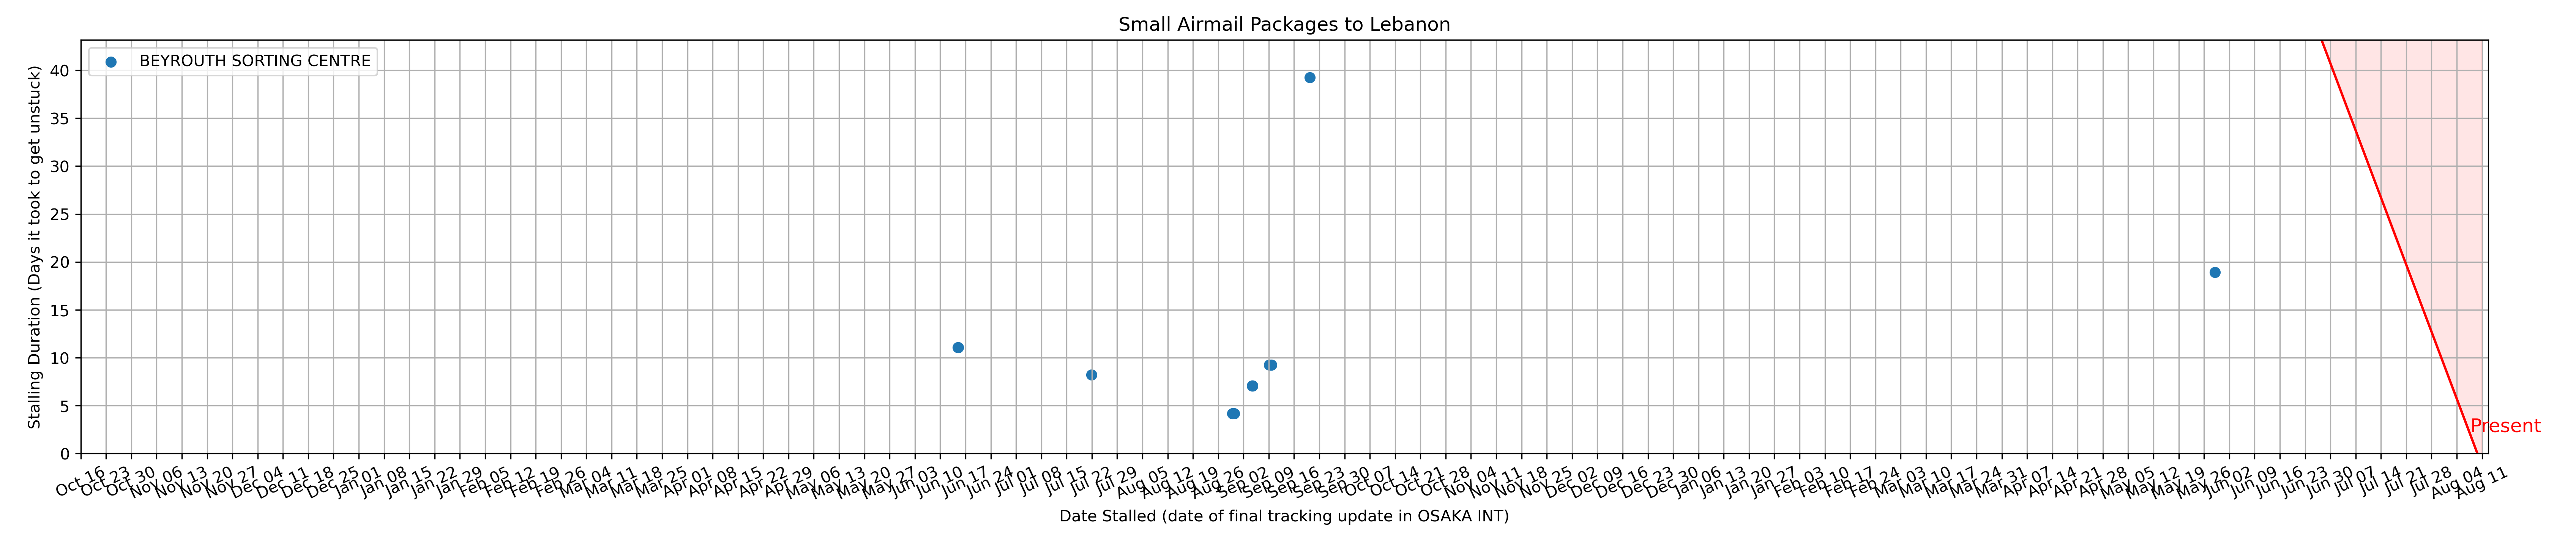 Small Airmail Packages to Lebanon
BEYROUTH SORTING CENTRE
Stalling Duration (Days it took to get unstuck)
40
35
30
25
20
15
10
5
0
Present
Oct 16 Oct 23 Oct 30 Nov 06 Nov 13 Nov 20 Nov 27 Dec 04 Dec 11 Dec 18 Dec 25 Jan 01 Jan 08 Jan 15 Jan 22 Jan 29 Feb 05 Feb 12 Feb 19 Feb 26 Mar 04 Mar 11 Mar 18 Mar 25 Apr 01 Apr 08 Apr 15 Apr 22 Apr 29 May 06 May 13 May 20 May 27 Jun 03 Jun 10 Jun 17 Jun 24 Jul 01 Jul 08 Jul 15 Jul 22 Jul 29 Aug 05 Aug 12 Aug 19 Aug 26 Sep 02 Sep 09 Sep 16 Sep 23 Sep 30 Oct 07 Oct 14 Oct 21 Oct 28 Nov 04 Nov 11 Nov 18 Nov 25 Dec 02 Dec 09 Dec 16 Dec 23 Dec 30 Jan 06 Jan 13 Jan 20 Jan 27 Feb 03 Feb 10 Feb 17 Feb 24 Mar 03 Mar 10 Mar 17 Mar 24 Mar 31 Apr 07 Apr 14 Apr 21 Apr 28 May 05 May 12 May 19 May 26 Jun 02 Jun 09 Jun 16 Jun 23 Jun 30 Jul 07 Jul 14 Jul 21 Jul 28 Aug 04 Aug 11
Date Stalled (date of final tracking update in OSAKA INT)